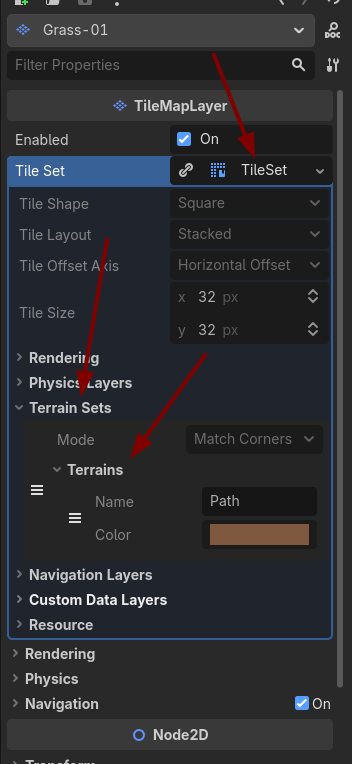 Grass-01
DOC
Filter Properties
TileMapLayer
Enabled On
Tile Set TileSet
Tile Shape Square
Tile Layout Stacked
Tile Offset Axis Horizontal Offset
x 32 px
Tile Size
y 32 px
Rendering
Physics Layers
Terrain Sets
Mode Match Corners
Terrains
Name Path
Color
Navigation Layers
Custom Data Layers
Resource
Rendering
Physics
Navigation On
Node2D
Transform